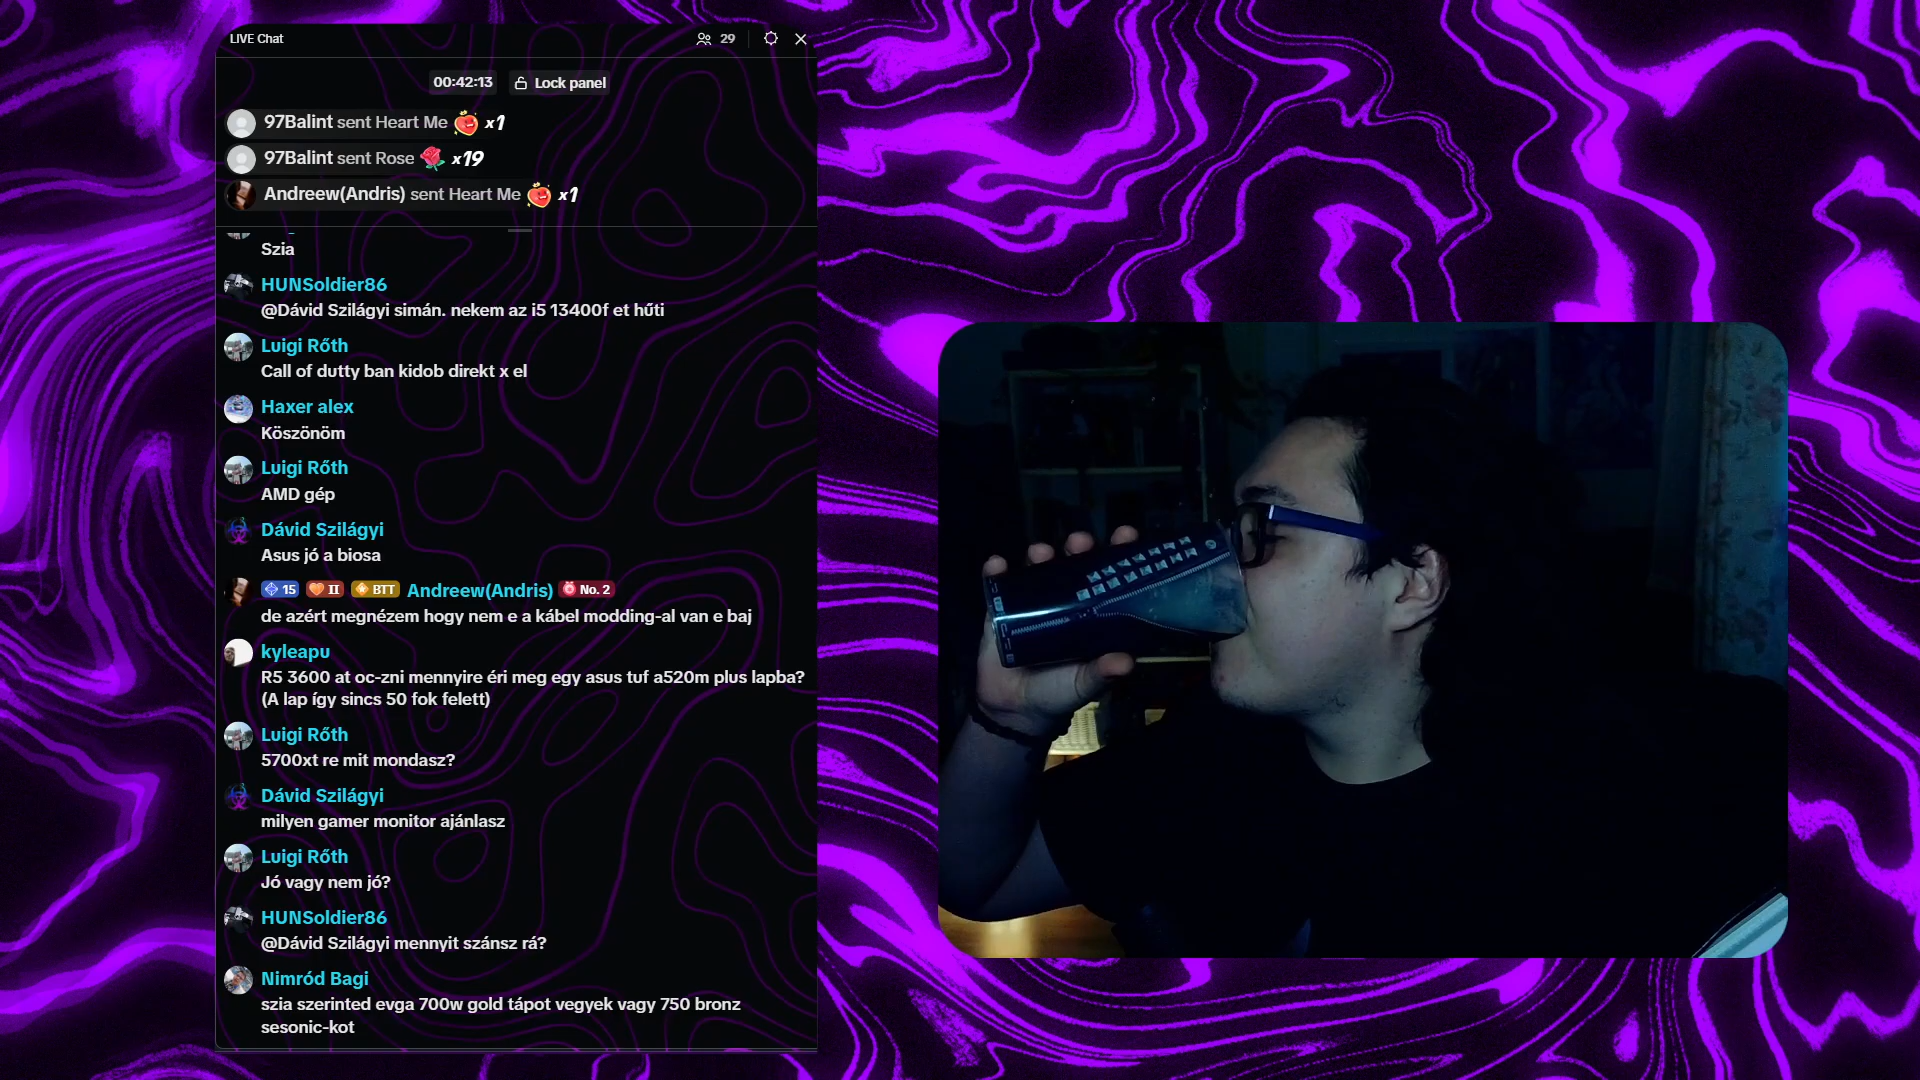 LIVE Chat
29
00:42:13
Lock panel
97Balint sent Heart Me x1
97Balint sent Rose x19
Andreew(Andris) sent Heart Me x1
Szia
HUNSoldier86
@Dávid Szilágyi simán. nekem az i5 13400f et hűti
Luigi Rőth
Call of dutty ban kidob direkt x el
Haxer alex
Köszönöm
Luigi Rőth
AMD gép
Dávid Szilágyi
Asus jó a biosa
15 II BTT Andreew(Andris) No. 2
de azért megnézem hogy nem e a kábel modding-al van e baj
kyleapu
R5 3600 at oc-zni mennyire éri meg egy asus tuf a520m plus lapba?
(A lap így sincs 50 fok felett)
Luigi Rőth
5700xt re mit mondasz?
Dávid Szilágyi
milyen gamer monitor ajánlasz
Luigi Rőth
Jó vagy nem jó?
HUNSoldier86
@Dávid Szilágyi mennyit szánsz rá?
Nimród Bagi
szia szerinted evga 700w gold tápot vegyek vagy 750 bronz
sesonic-kot